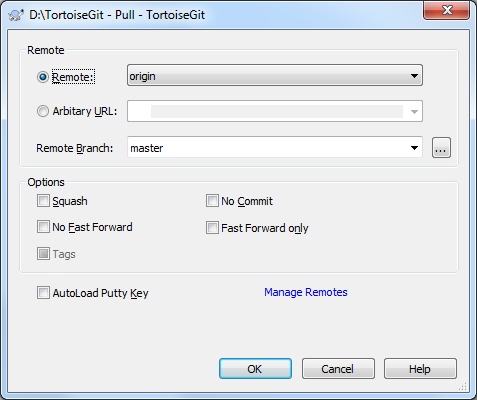 D:\TortoiseGit - Pull - TortoiseGit
Remote
Remote: origin
Arbitary URL:
Remote Branch: master ...
Options
Squash No Commit
No Fast Forward Fast Forward only
Tags
AutoLoad Putty Key Manage Remotes
OK Cancel Help